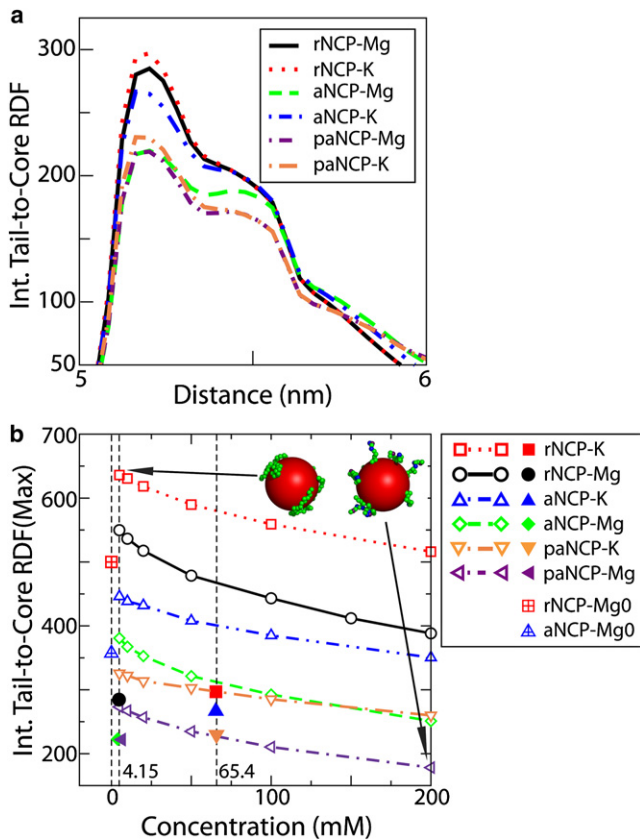 a
Int. Tail-to-Core RDF
300
200
100
50
rNCP-Mg
rNCP-K
aNCP-Mg
aNCP-K
paNCP-Mg
paNCP-K
5
6
Distance (nm)
b
Int. Tail-to-Core RDF(Max)
700
600
500
400
300
200
4.15
65.4
0
100
200
Concentration (mM)
rNCP-K
rNCP-Mg
aNCP-K
aNCP-Mg
paNCP-K
paNCP-Mg
rNCP-Mg0
aNCP-Mg0